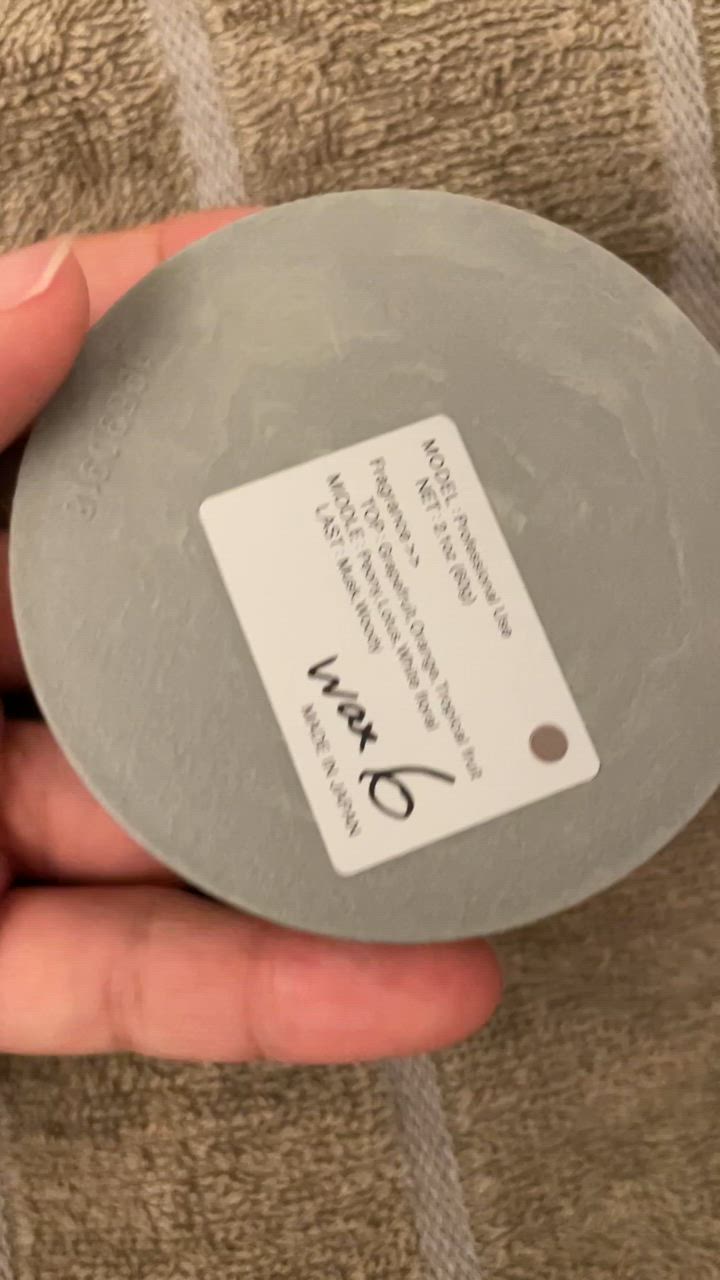 MODEL : Professional Use
NET : 2.1oz (60g)
Fragrance >>
TOP : Grapefruit, Orange, Tropical fruit
MIDDLE : Peony, Lotus, White floral
LAST : Musk, Woody
wax 6
MADE IN JAPAN